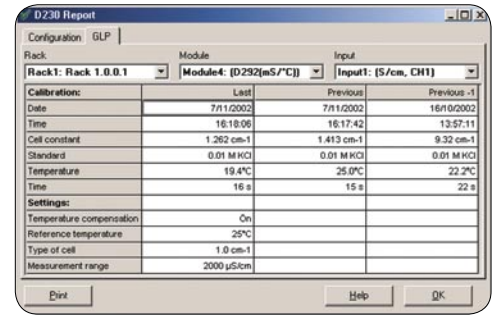 D230 Report
Configuration GLP
Rack Module Input
Rack1: Rack 1.0.0.1 Module4: (D292(mS/°C)) Input1: (S/cm, CH1)
Calibration: Last Previous Previous -1
Date 7/11/2002 7/11/2002 16/10/2002
Time 16:18:06 16:17:42 13:57:11
Cell constant 1.262 cm-1 1.413 cm-1 9.32 cm-1
Standard 0.01 M KCl 0.01 M KCl 0.01 M KCl
Temperature 19.4°C 25.0°C 22.2°C
Time 16 s 15 s 22 s
Settings:
Temperature compensation On
Reference temperature 25°C
Type of cell 1.0 cm-1
Measurement range 2000 µS/cm
Print Help OK